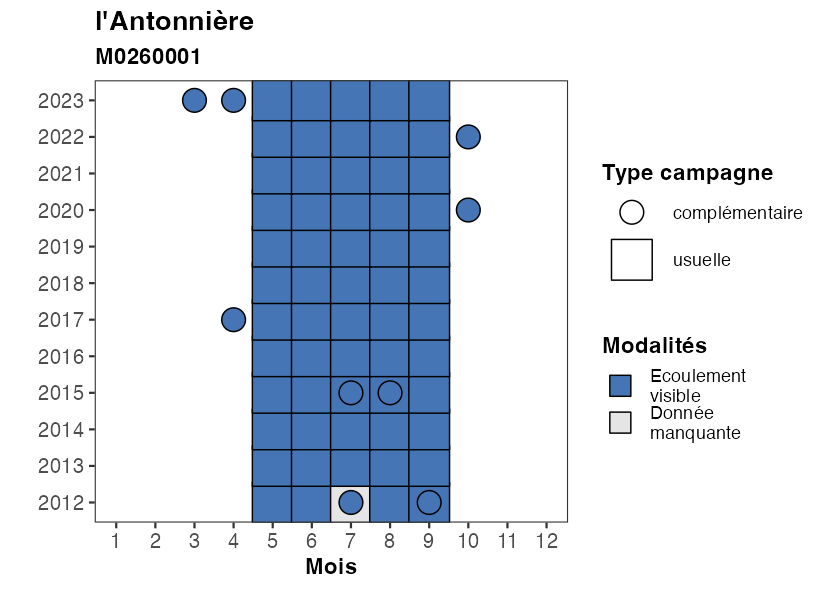 l'Antonnière
M0260001
2023
2022
2021
2020
2019
2018
2017
2016
2015
2014
2013
2012
1 2 3 4 5 6 7 8 9 10 11 12
Mois
Type campagne
complémentaire
usuelle
Modalités
Ecoulement
visible
Donnée
manquante